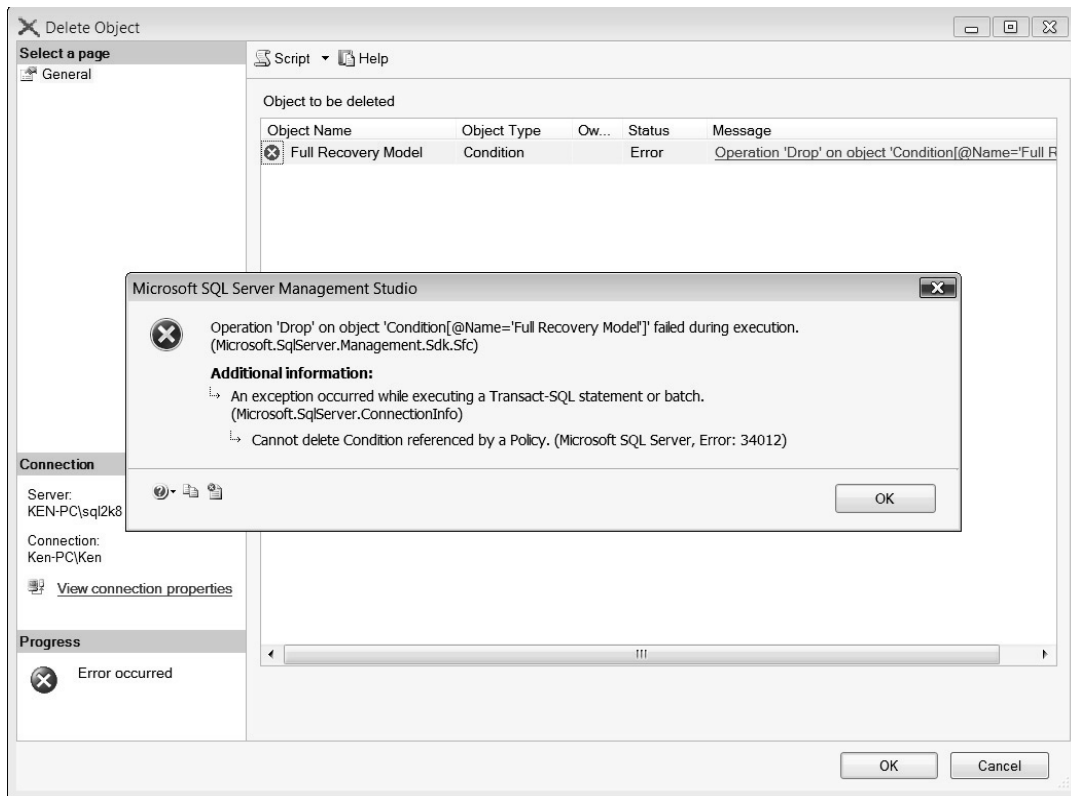 Delete Object
Select a page
General
Script Help
Object to be deleted
Object Name Object Type Ow... Status Message
Full Recovery Model Condition Error Operation 'Drop' on object 'Condition[@Name='Full R
Microsoft SQL Server Management Studio
Operation 'Drop' on object 'Condition[@Name='Full Recovery Model']' failed during execution.
(Microsoft.SqlServer.Management.Sdk.Sfc)
Additional information:
An exception occurred while executing a Transact-SQL statement or batch.
(Microsoft.SqlServer.ConnectionInfo)
Cannot delete Condition referenced by a Policy. (Microsoft SQL Server, Error: 34012)
OK
Connection
Server:
KEN-PC\sql2k8
Connection:
Ken-PC\Ken
View connection properties
Progress
Error occurred
OK Cancel